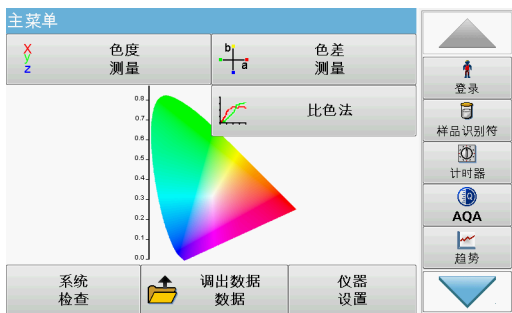 主菜单
X
Y
Z
色度
测量
b
a
色差
测量
比色法
0.8
0.7
0.6
0.5
0.4
0.3
0.2
0.1
0.0
系统
检查
调出数据
数据
仪器
设置
登录
样品识别符
计时器
AQA
趋势